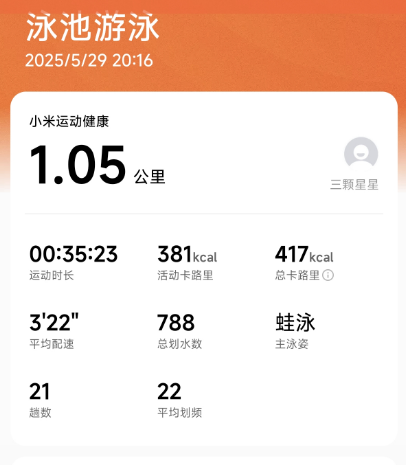 泳池游泳
2025/5/29 20:16
小米运动健康
1.05 公里
三颗星星
00:35:23 381kcal 417kcal
运动时长 活动卡路里 总卡路里
3'22" 788 蛙泳
平均配速 总划水数 主泳姿
21 22
趟数 平均划频